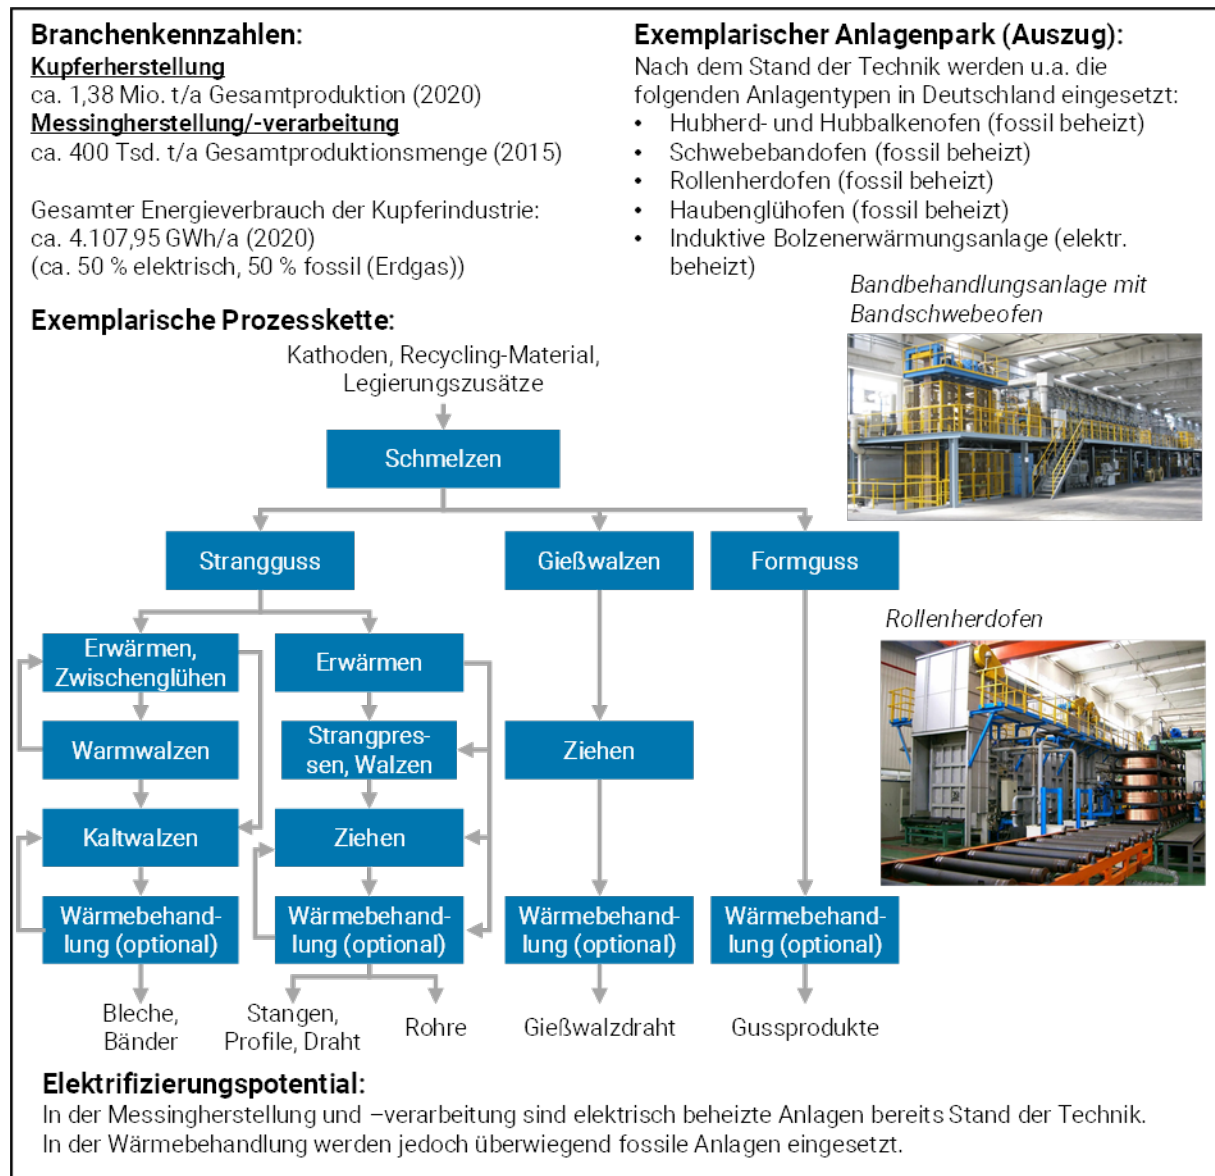 Branchenkennzahlen:
Kupferherstellung
ca. 1,38 Mio. t/a Gesamtproduktion (2020)
Messingherstellung/-verarbeitung
ca. 400 Tsd. t/a Gesamtproduktionsmenge (2015)
Gesamter Energieverbrauch der Kupferindustrie:
ca. 4.107,95 GWh/a (2020)
(ca. 50 % elektrisch, 50 % fossil (Erdgas))
Exemplarischer Anlagenpark (Auszug):
Nach dem Stand der Technik werden u.a. die
folgenden Anlagentypen in Deutschland eingesetzt:
• Hubherd- und Hubbalkenofen (fossil beheizt)
• Schwebebandofen (fossil beheizt)
• Rollenherdofen (fossil beheizt)
• Haubenglühofen (fossil beheizt)
• Induktive Bolzenerwärmungsanlage (elektr.
beheizt)
Bandbehandlungsanlage mit
Bandschwebeofen
Exemplarische Prozesskette:
Kathoden, Recycling-Material,
Legierungszusätze
Schmelzen
Strangguss
Gießwalzen
Formguss
Rollenherdofen
Erwärmen,
Zwischenglühen
Erwärmen
Warmwalzen
Strangpres-
sen, Walzen
Ziehen
Kaltwalzen
Ziehen
Wärmebehand-
lung (optional)
Wärmebehand-
lung (optional)
Wärmebehand-
lung (optional)
Wärmebehand-
lung (optional)
Bleche,
Bänder
Stangen,
Profile, Draht
Rohre
Gießwalzdraht
Gussprodukte
Elektrifizierungspotential:
In der Messingherstellung und –verarbeitung sind elektrisch beheizte Anlagen bereits Stand der Technik.
In der Wärmebehandlung werden jedoch überwiegend fossile Anlagen eingesetzt.